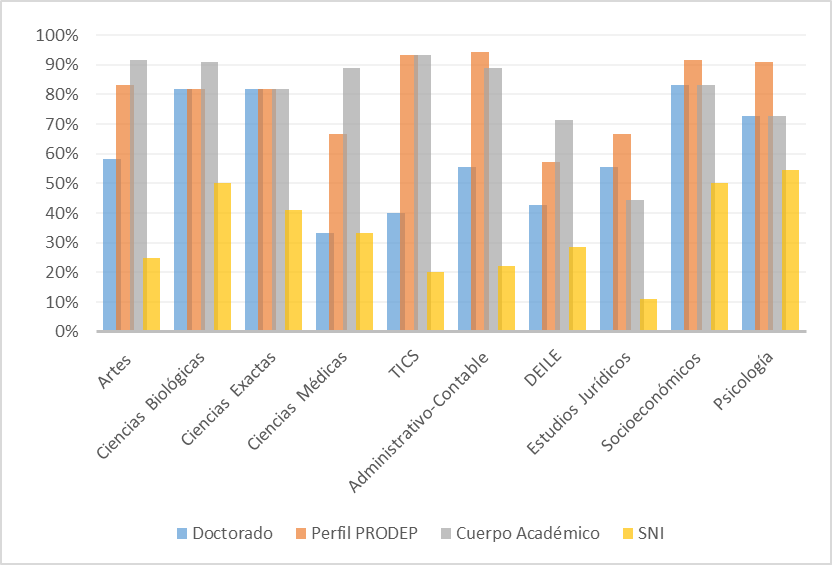 100%
90%
80%
70%
60%
50%
40%
30%
20%
10%
0%
Artes
Ciencias Biológicas
Ciencias Exactas
Ciencias Médicas
TICS
Administrativo-Contable
DEILE
Estudios Jurídicos
Socioeconómicos
Psicología
Doctorado Perfil PRODEP Cuerpo Académico SNI